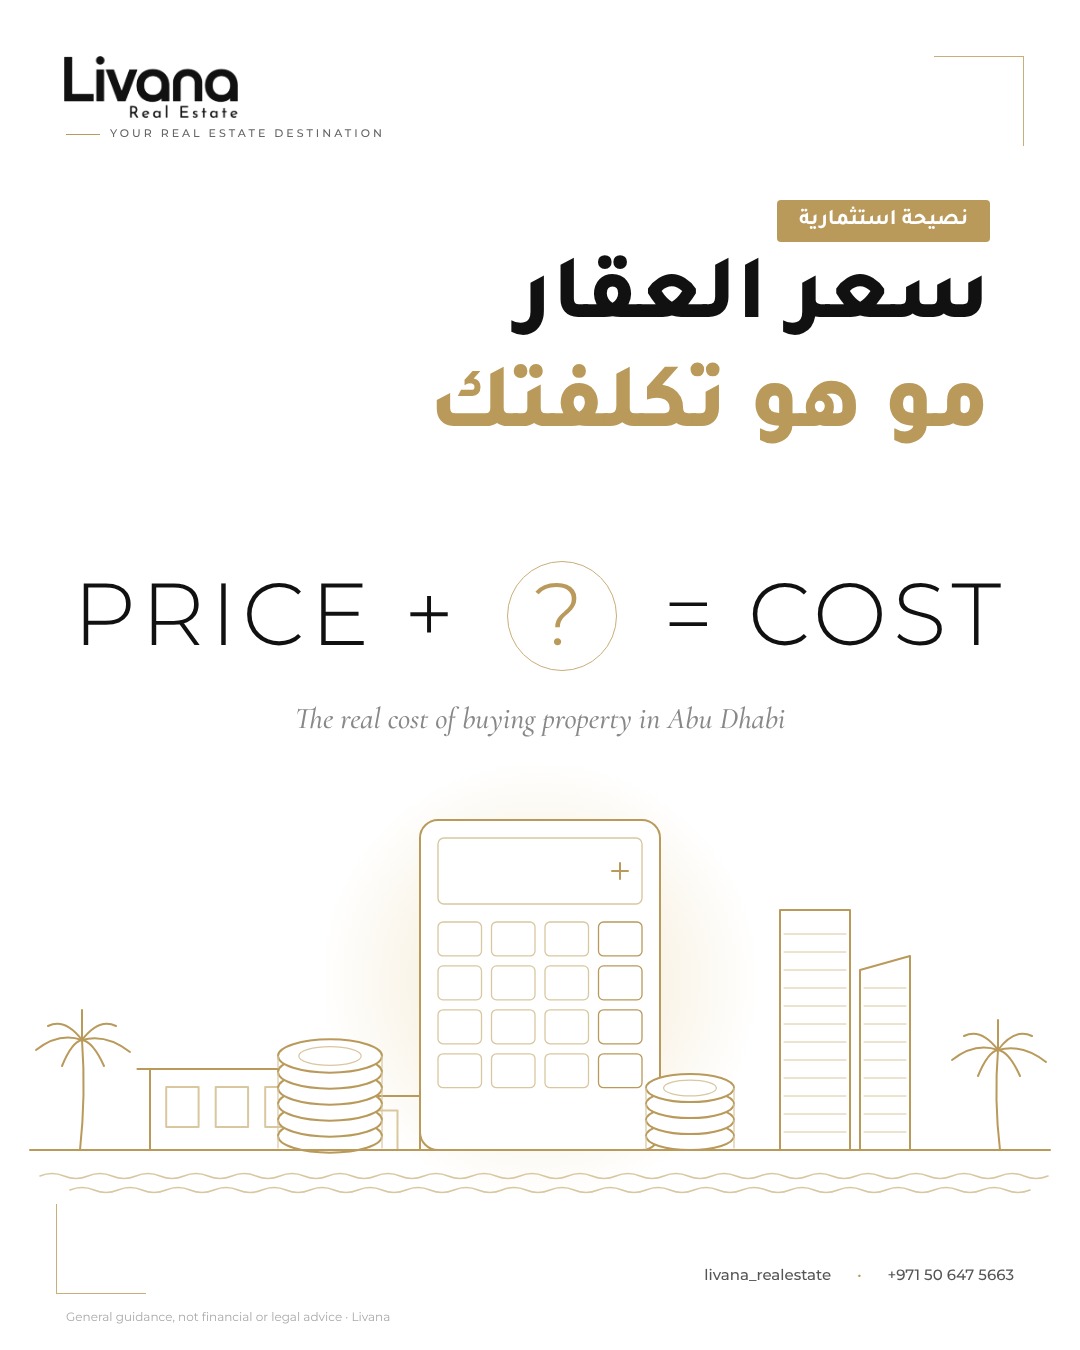 Livana
Real Estate
YOUR REAL ESTATE DESTINATION
نصيحة استثمارية
سعر العقار
مو هو تكلفتك
PRICE + ? = COST
The real cost of buying property in Abu Dhabi
+
livana_realestate · +971 50 647 5663
General guidance, not financial or legal advice · Livana